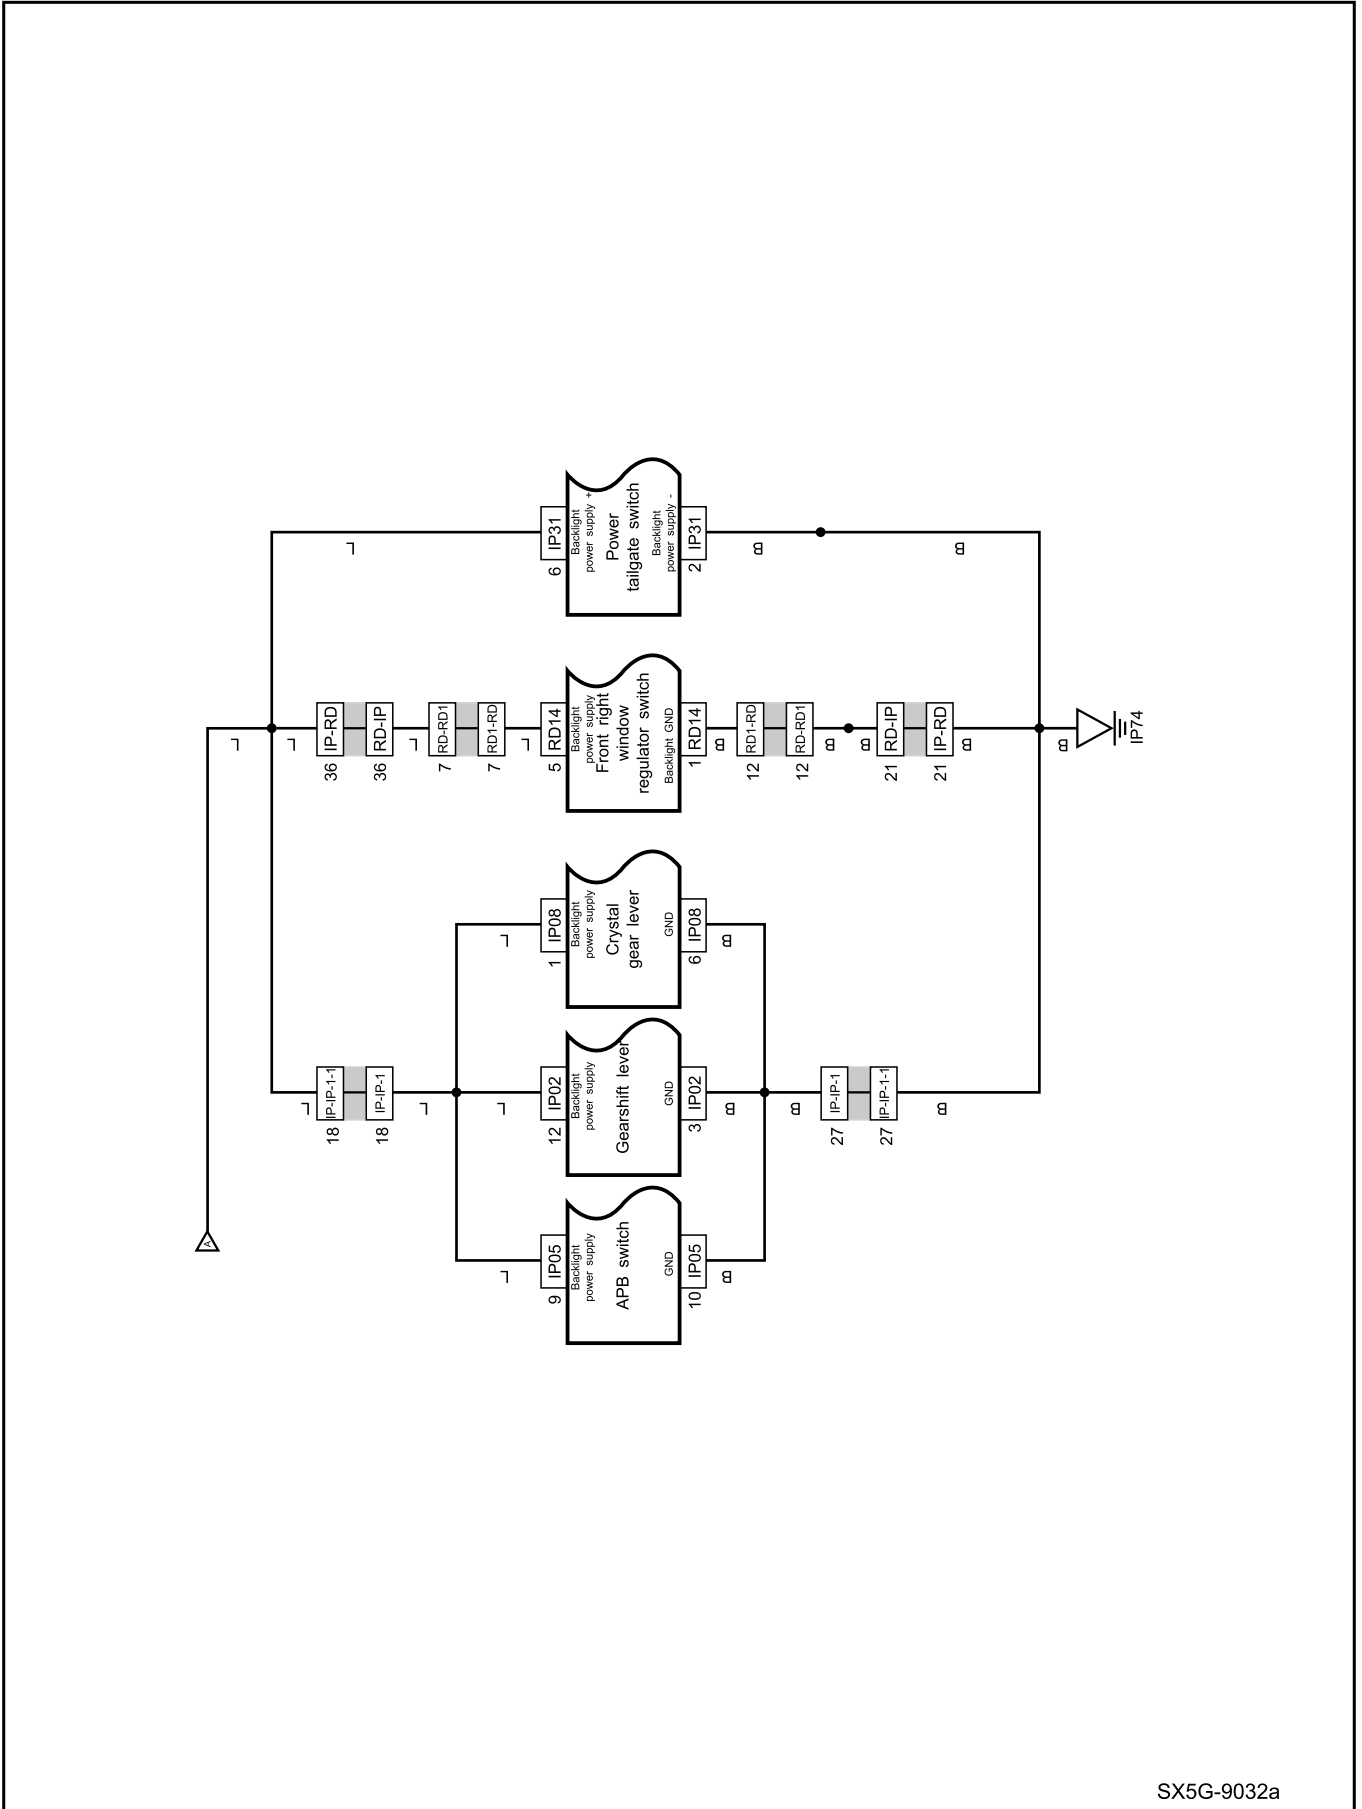 A
L
L
IP-IP-1-1
18
IP-IP-1
18
L
L
IP05
9
Backlight
power supply
APB switch
GND
IP05
10
B
L
IP02
12
Backlight
power supply
Gearshift lever
GND
IP02
3
B
L
IP08
1
Backlight
power supply
Crystal
gear lever
GND
IP08
6
B
B
IP-IP-1
27
IP-IP-1-1
27
B
L
IP-RD
36
RD-IP
36
L
RD-RD1
7
RD1-RD
7
L
RD14
5
Backlight
power supply
Front right
window
regulator switch
Backlight GND
RD14
1
B
RD1-RD
12
RD-RD1
12
B
B
RD-IP
21
IP-RD
21
B
B
IP74
L
IP31
6
Backlight
power supply +
Power
tailgate switch
Backlight
power supply -
IP31
2
B
B
SX5G-9032a